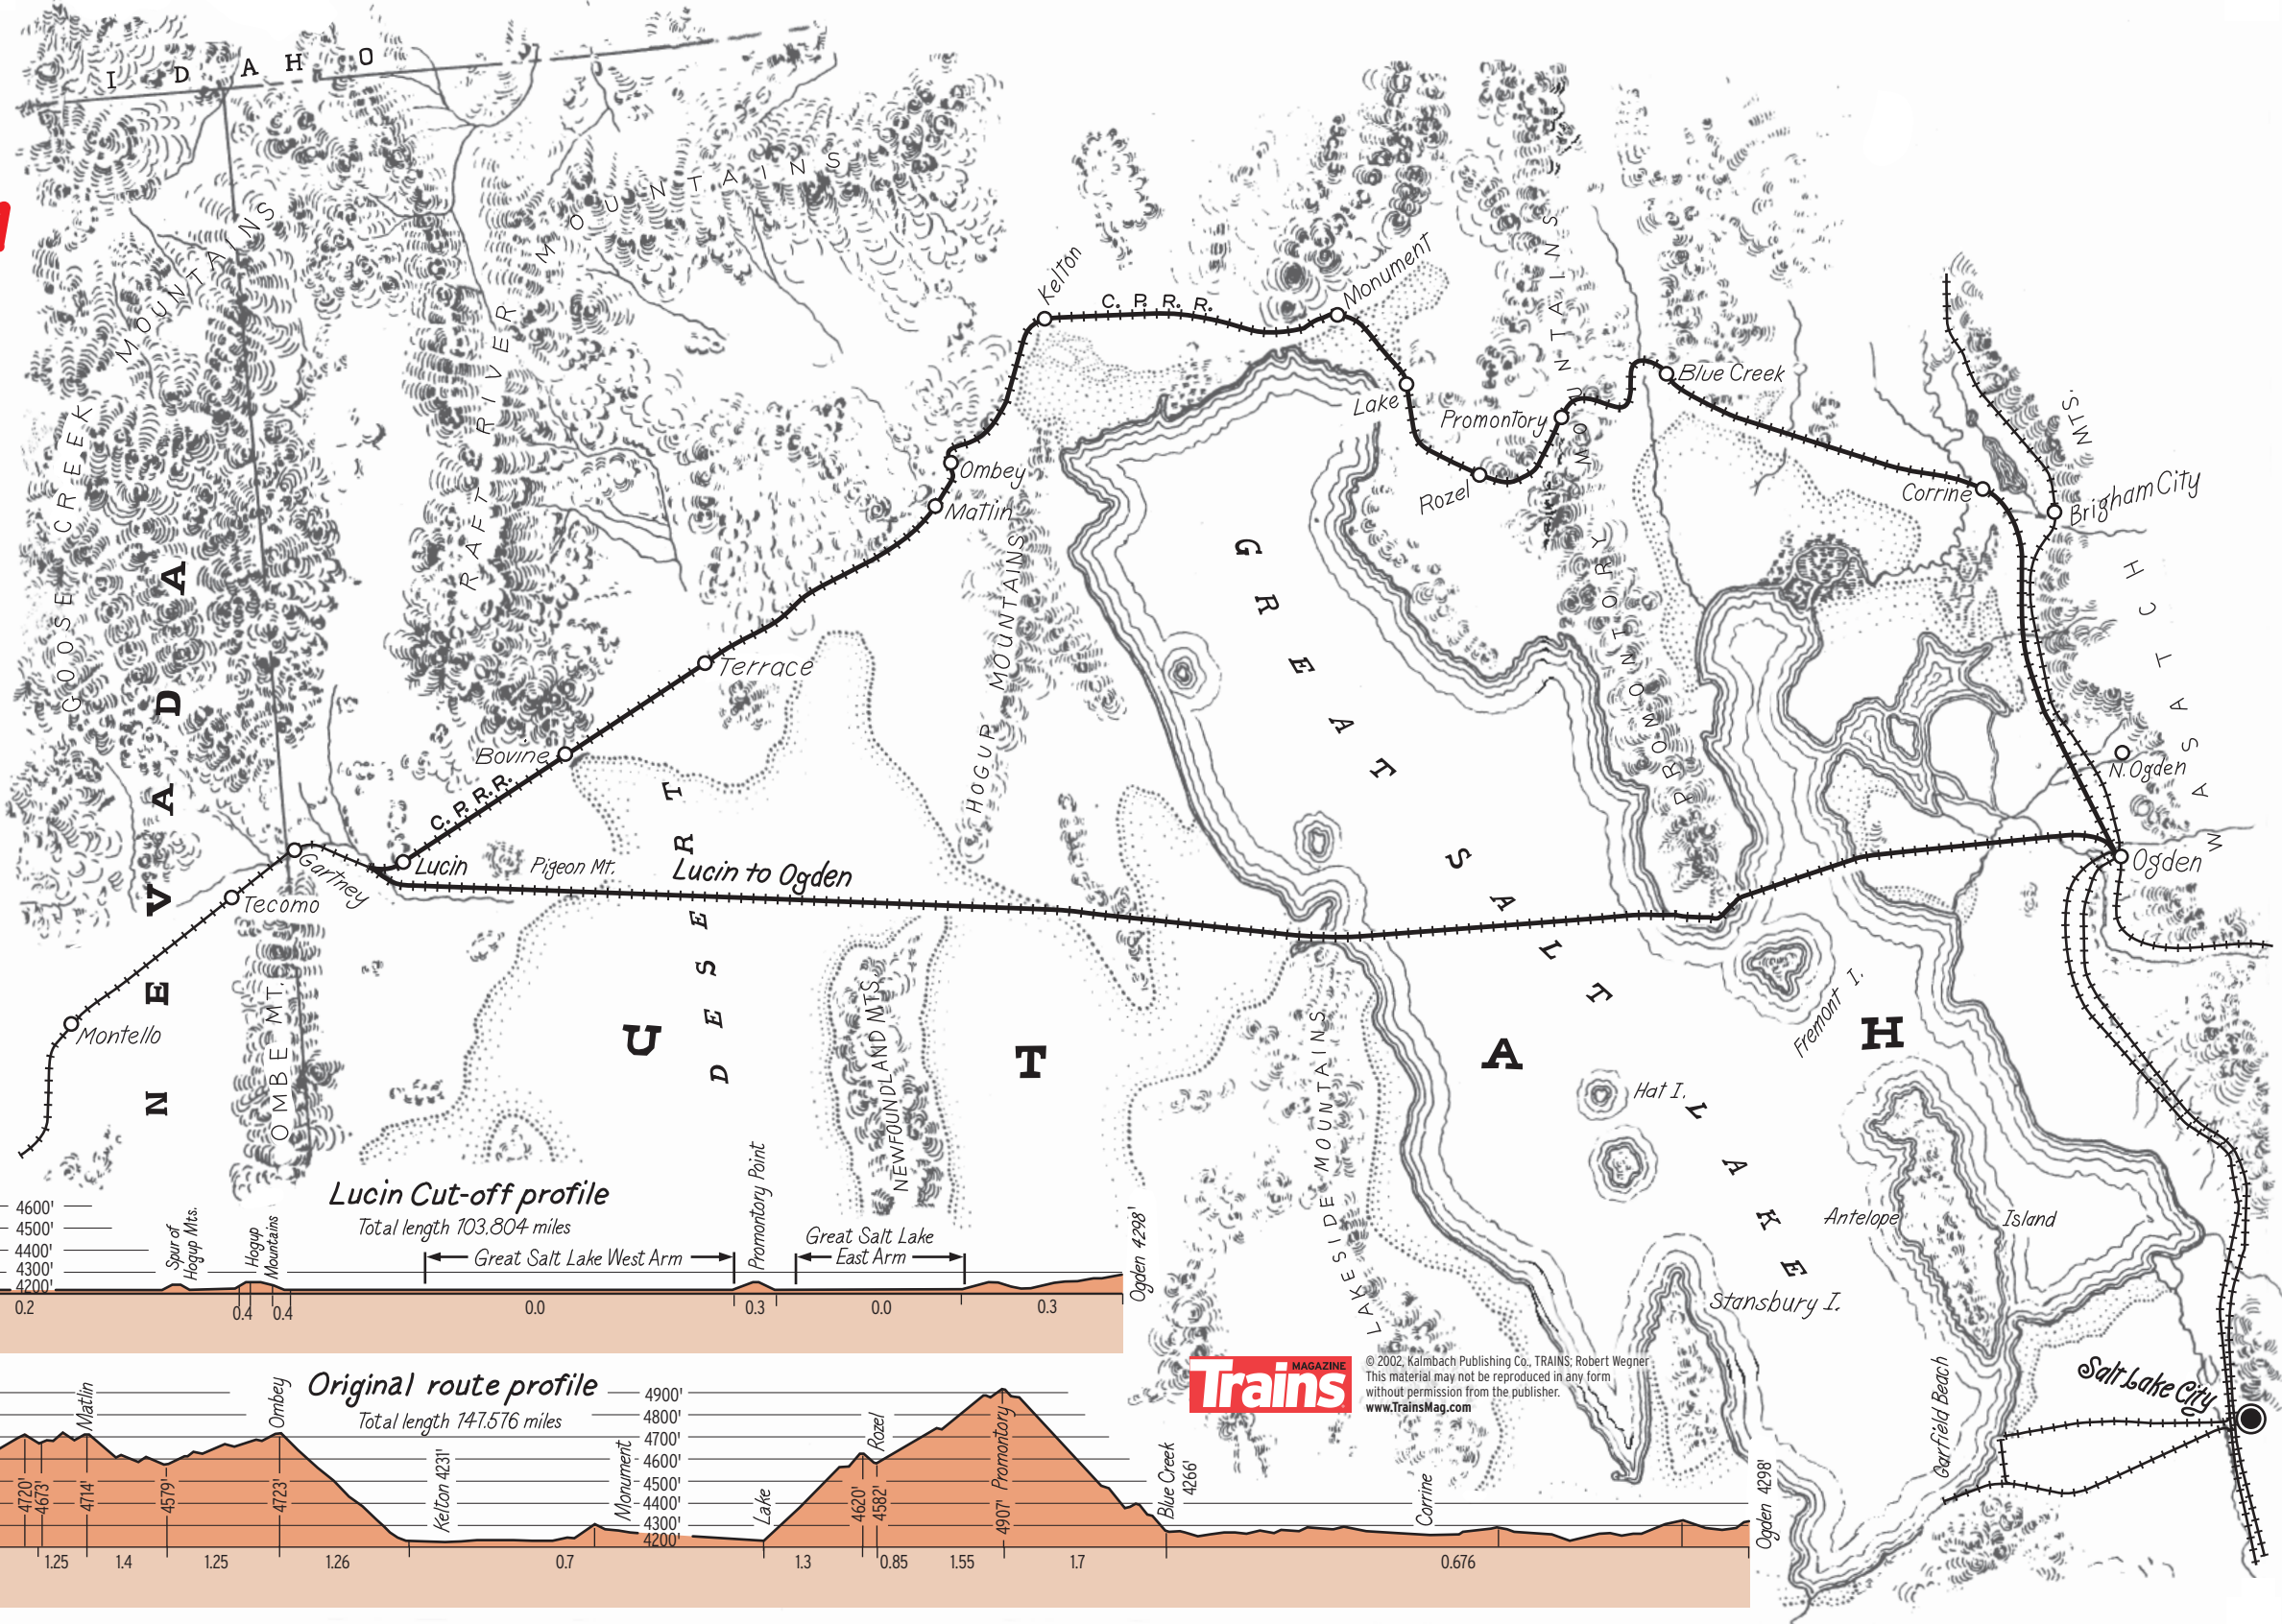 IDAHO
GOOSE CREEK MOUNTAINS
RAFT RIVER MOUNTAINS
Kelton
C. P. R. R.
Monument
Lake
Rozel
Promontory
Blue Creek
PROMONTORY MOUNTAINS
Corrine
Brigham City
WASATCH MTS.
N. Ogden
Ogden
Ombey
Matlin
HOGUP MOUNTAINS
Terrace
Bovine
C. P. R. R.
Lucin
Pigeon Mt.
Lucin to Ogden
Gartney
Tecomo
Montello
NEVADA
OMBE MT.
DESERT
UTAH
NEWFOUNDLAND MTS.
GREAT SALT LAKE
LAKESIDE MOUNTAINS
Fremont I.
Hat I.
Antelope Island
Stansbury I.
Garfield Beach
Salt Lake City
Lucin Cut-off profile
Total length 103.804 miles
4600'
4500'
4400'
4300'
4200'
Spur of
Hogup Mts.
Hogup
Mountains
Great Salt Lake West Arm
Promontory Point
Great Salt Lake
East Arm
Ogden 4298'
0.2 0.4 0.4 0.0 0.3 0.0 0.3
Original route profile
Total length 147.576 miles
4900'
4800'
4700'
4600'
4500'
4400'
4300'
4200'
4720'
4673'
Matlin
4714'
4579'
Ombey
4723'
Kelton 4231'
Monument
Lake
4620'
Rozel
4582'
4907' Promontory
Blue Creek
4266'
Corrine
Ogden 4298'
1.25 1.4 1.25 1.26 0.7 1.3 0.85 1.55 1.7 0.676
Trains
MAGAZINE
© 2002, Kalmbach Publishing Co., TRAINS; Robert Wegner
This material may not be reproduced in any form
without permission from the publisher.
www.TrainsMag.com